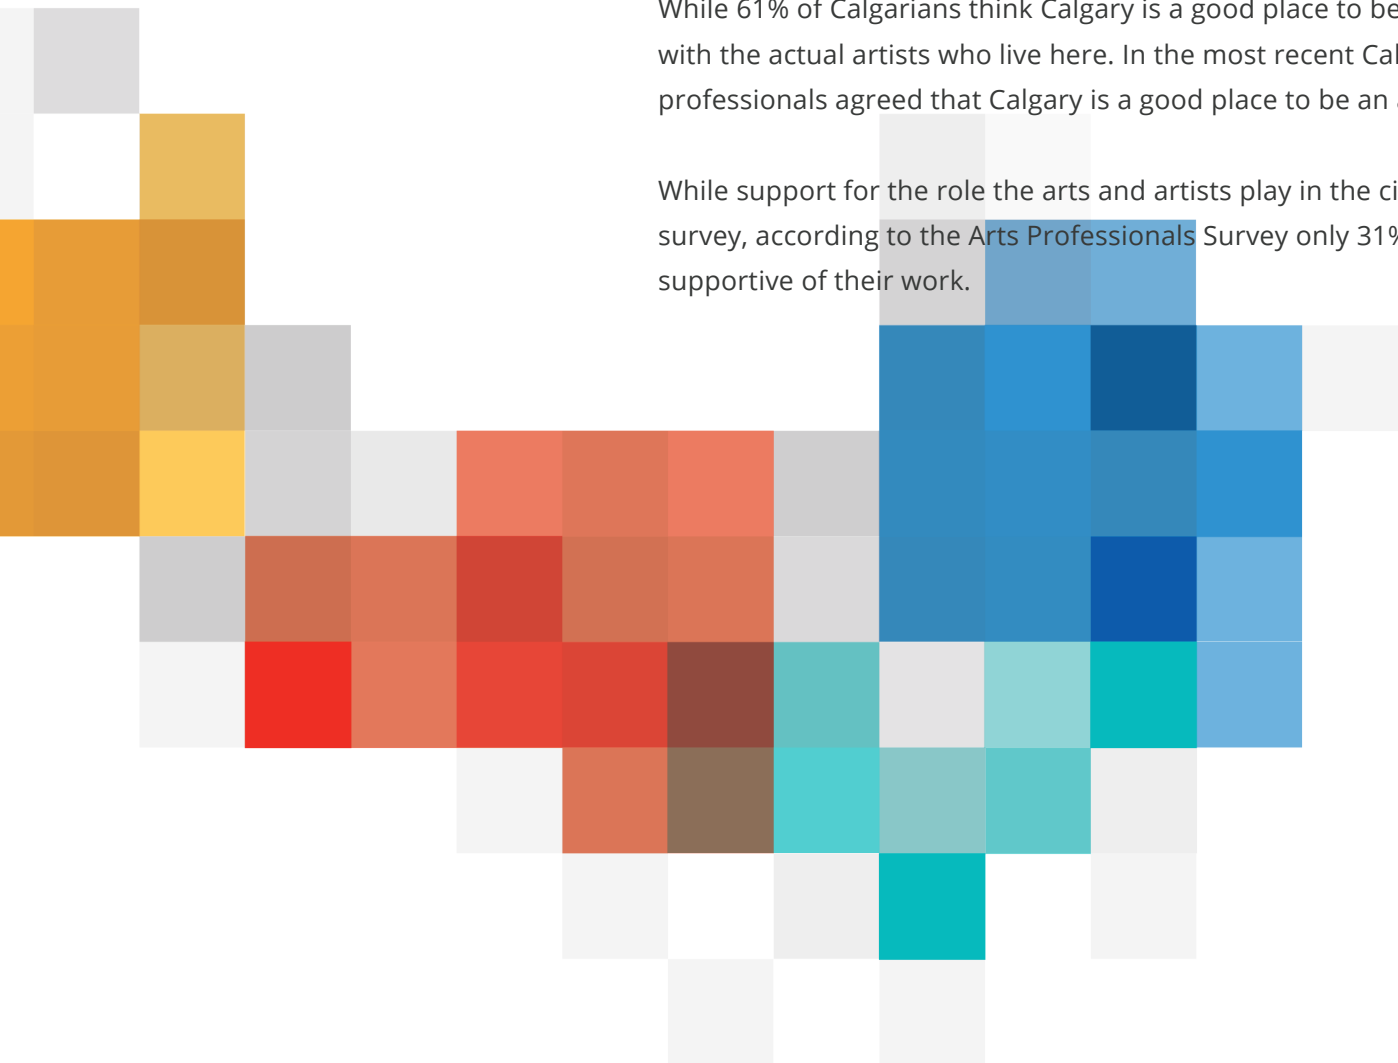 While 61% of Calgarians think Calgary is a good place to be
with the actual artists who live here. In the most recent Cal
professionals agreed that Calgary is a good place to be an
While support for the role the arts and artists play in the ci
survey, according to the Arts Professionals Survey only 31%
supportive of their work.